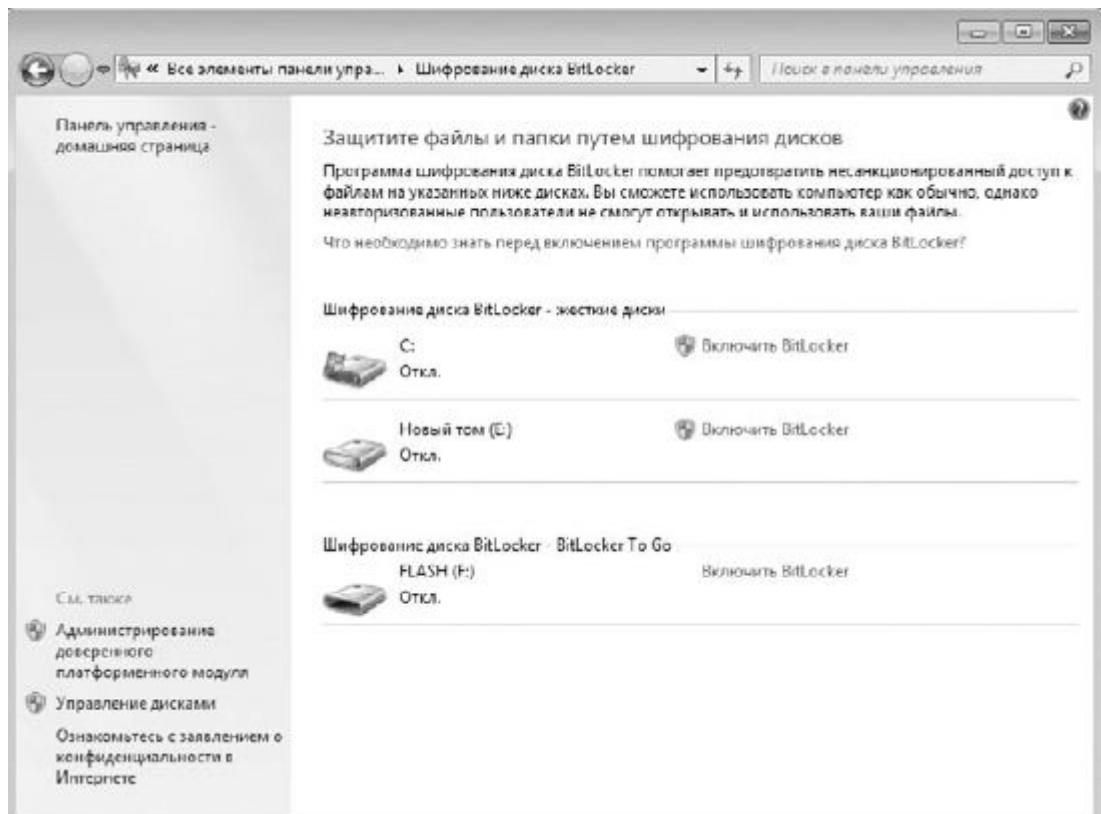 « Все элементы панели упра... ▸ Шифрование диска BitLocker
Поиск в панели управления
Панель управления -
домашняя страница
Защитите файлы и папки путем шифрования дисков
Программа шифрования диска BitLocker помогает предотвратить несанкционированный доступ к
файлам на указанных ниже дисках. Вы сможете использовать компьютер как обычно, однако
неавторизованные пользователи не смогут открывать и использовать ваши файлы.
Что необходимо знать перед включением программы шифрования диска BitLocker?
Шифрование диска BitLocker - жесткие диски
C:
Включить BitLocker
Откл.
Новый том (E:)
Включить BitLocker
Откл.
Шифрование диска BitLocker - BitLocker To Go
FLASH (F:)
Включить BitLocker
Откл.
См. также
Администрирование
доверенного
платформенного модуля
Управление дисками
Ознакомьтесь с заявлением о
конфиденциальности в
Интернете